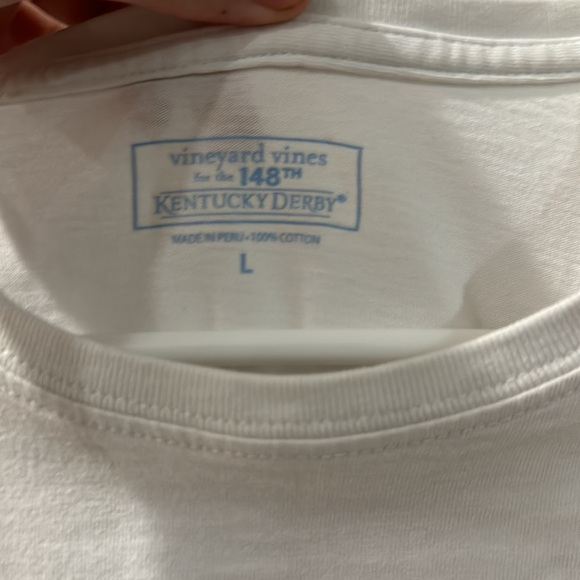 vineyard vines
for the 148TH
KENTUCKY DERBY®
MADE IN PERU • 100% COTTON
L